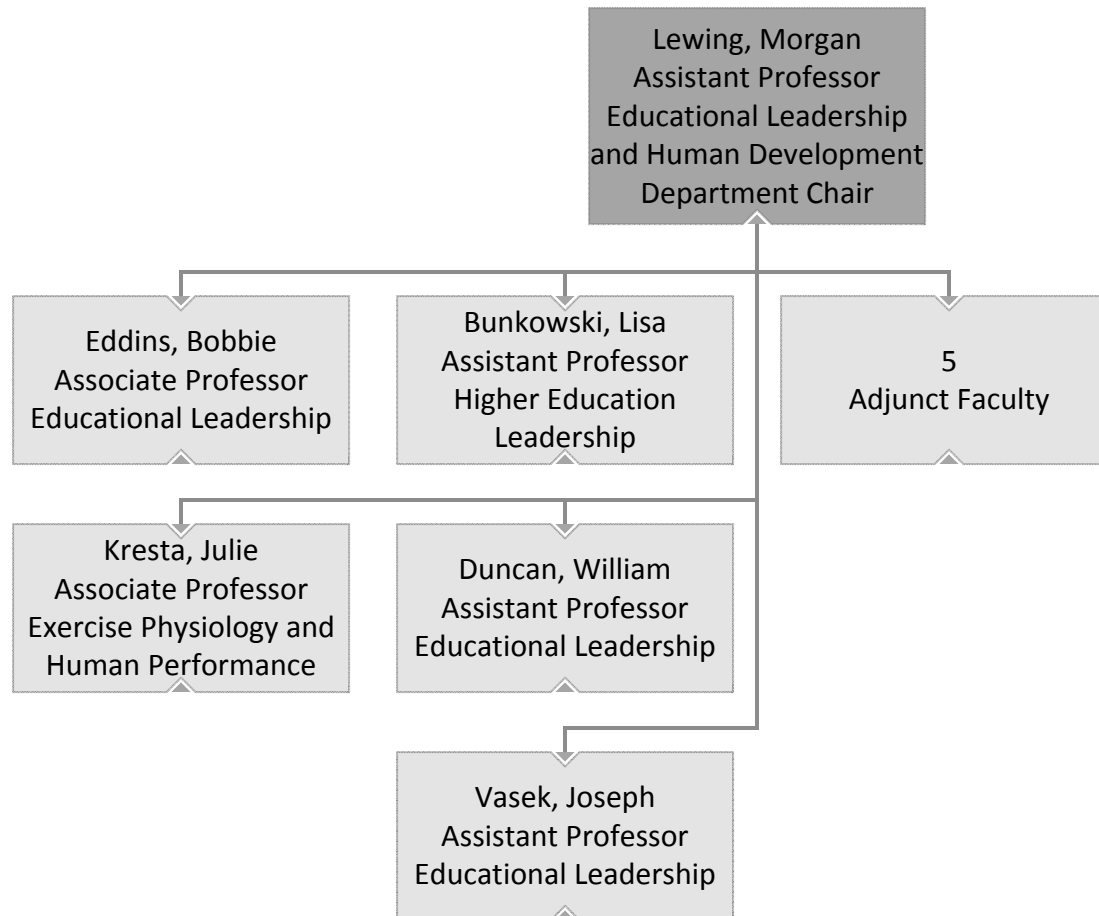 Lewing, Morgan
Assistant Professor
Educational Leadership
and Human Development
Department Chair
Eddins, Bobbie
Associate Professor
Educational Leadership
Bunkowski, Lisa
Assistant Professor
Higher Education
Leadership
5
Adjunct Faculty
Kresta, Julie
Associate Professor
Exercise Physiology and
Human Performance
Duncan, William
Assistant Professor
Educational Leadership
Vasek, Joseph
Assistant Professor
Educational Leadership